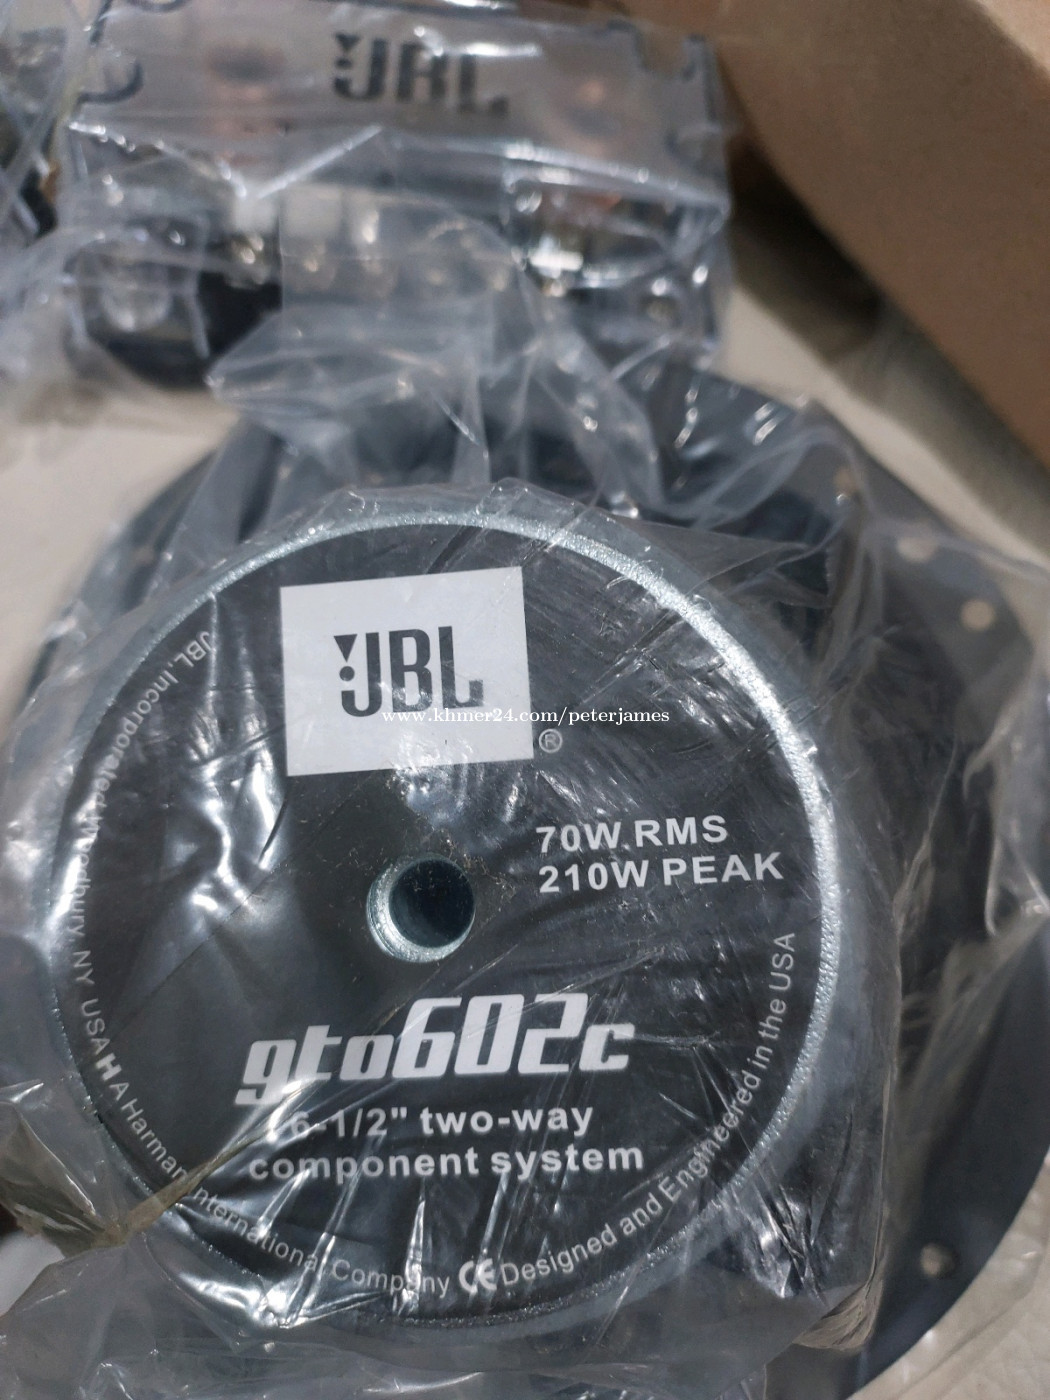 JBL
JBL
www.khmer24.com/peterjames
®
70W RMS
210W PEAK
gto602c
6-1/2" two-way
component system
JBL, Incorporated, Woodbury, NY USA H A Harman International Company CE Designed and Engineered in the USA